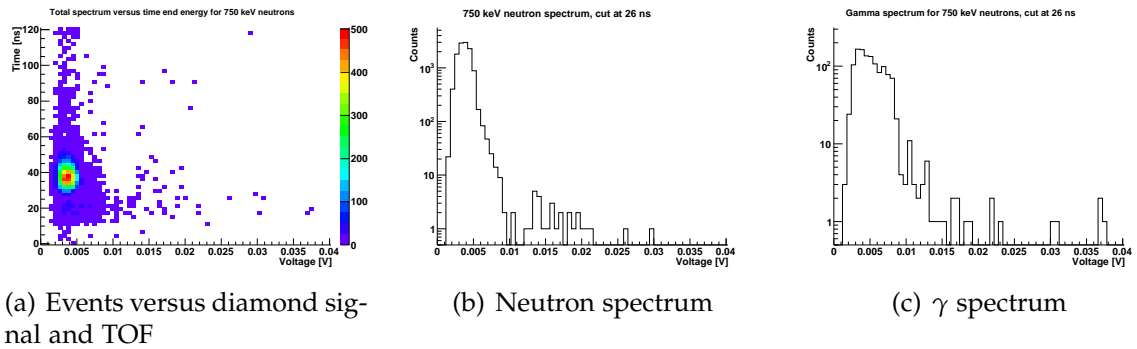 Total spectrum versus time end energy for 750 keV neutrons
Time [ns]
120
100
80
60
40
20
0
0 0.005 0.01 0.015 0.02 0.025 0.03 0.035 0.04
Voltage [V]
500
400
300
200
100
0
(a) Events versus diamond sig-
nal and TOF
750 keV neutron spectrum, cut at 26 ns
Counts
10³
10²
10
1
0 0.005 0.01 0.015 0.02 0.025 0.03 0.035 0.04
Voltage [V]
(b) Neutron spectrum
Gamma spectrum for 750 keV neutrons, cut at 26 ns
Counts
10²
10
1
0 0.005 0.01 0.015 0.02 0.025 0.03 0.035 0.04
Voltage [V]
(c) γ spectrum